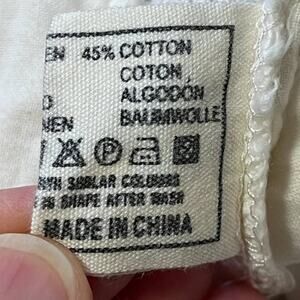 EN 45% COTTON
COTON
O ALGODON
NEN BAUMWOLLE
P
WITH SIMILAR COLOURS
IN SHAPE AFTER WASH
MADE IN CHINA